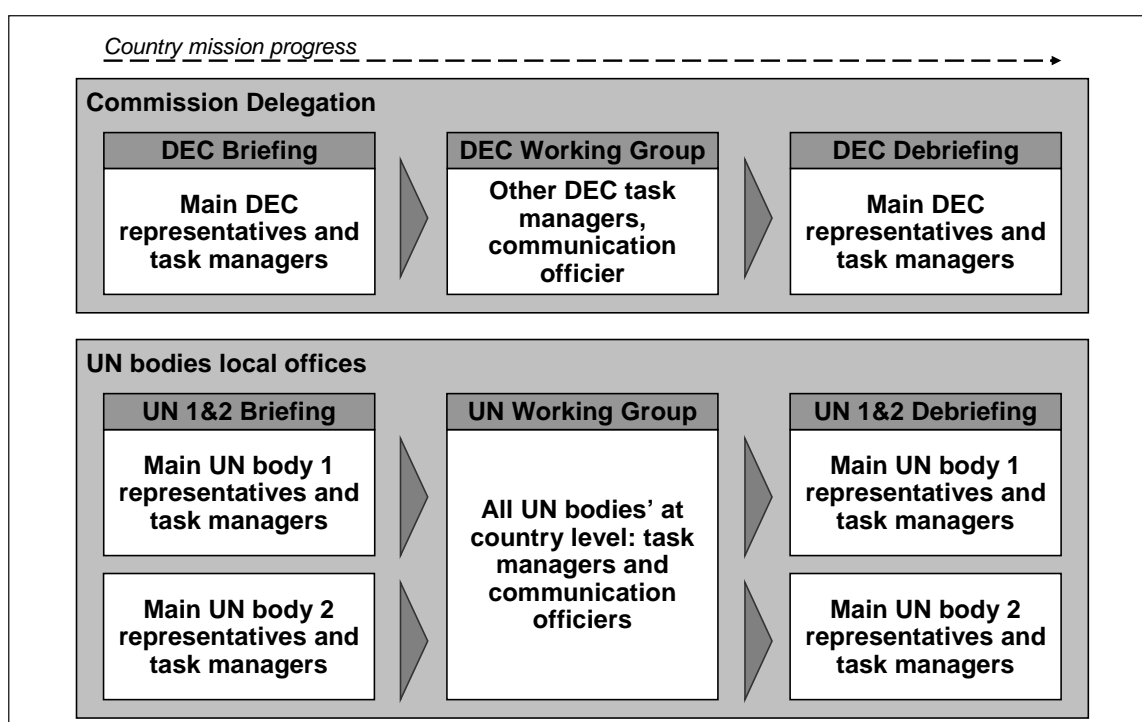 Country mission progress
Commission Delegation
DEC Briefing
Main DEC
representatives and
task managers
DEC Working Group
Other DEC task
managers,
communication
officier
DEC Debriefing
Main DEC
representatives and
task managers
UN bodies local offices
UN 1&2 Briefing
Main UN body 1
representatives and
task managers
Main UN body 2
representatives and
task managers
UN Working Group
All UN bodies’ at
country level: task
managers and
communication
officiers
UN 1&2 Debriefing
Main UN body 1
representatives and
task managers
Main UN body 2
representatives and
task managers